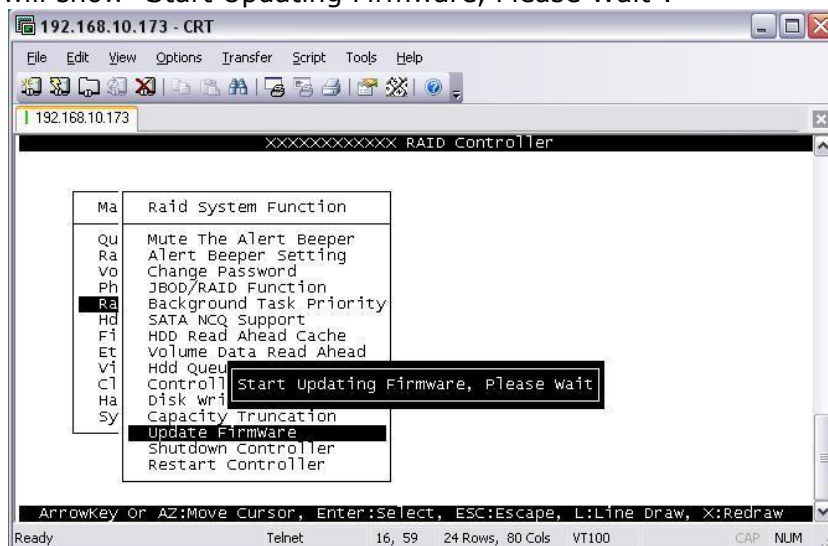 will show "Start Updating Firmware, Please Wait".
192.168.10.173 - CRT
File Edit View Options Transfer Script Tools Help
192.168.10.173
XXXXXXXXXXXX RAID Controller
Ma
Raid System Function
Qu
Mute The Alert Beeper
Ra
Alert Beeper Setting
Vo
Change Password
Ph
JBOD/RAID Function
Ra
Background Task Priority
Hd
SATA NCQ Support
Fi
HDD Read Ahead Cache
Et
Volume Data Read Ahead
Vi
Hdd Queu
Cl
Controll
Start Updating Firmware, Please Wait
Ha
Disk Wri
Sy
Capacity Truncation
Update FirmWare
Shutdown Controller
Restart Controller
ArrowKey Or AZ:Move Cursor, Enter:Select, ESC:Escape, L:Line Draw, X:Redraw
Ready Telnet 16, 59 24 Rows, 80 Cols VT100 CAP NUM